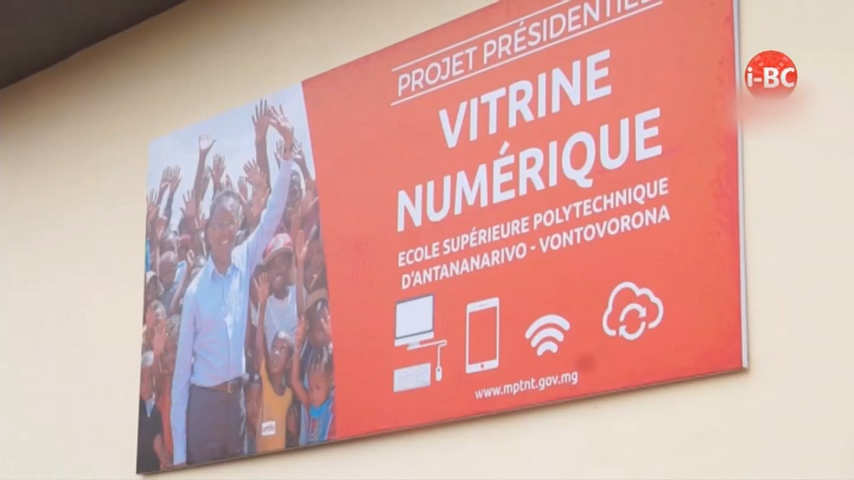 PROJET PRÉSIDENTIEL
i-BC
VITRINE
NUMÉRIQUE
ECOLE SUPÉRIEURE POLYTECHNIQUE
D'ANTANANARIVO - VONTOVORONA
www.mptnt.gov.mg